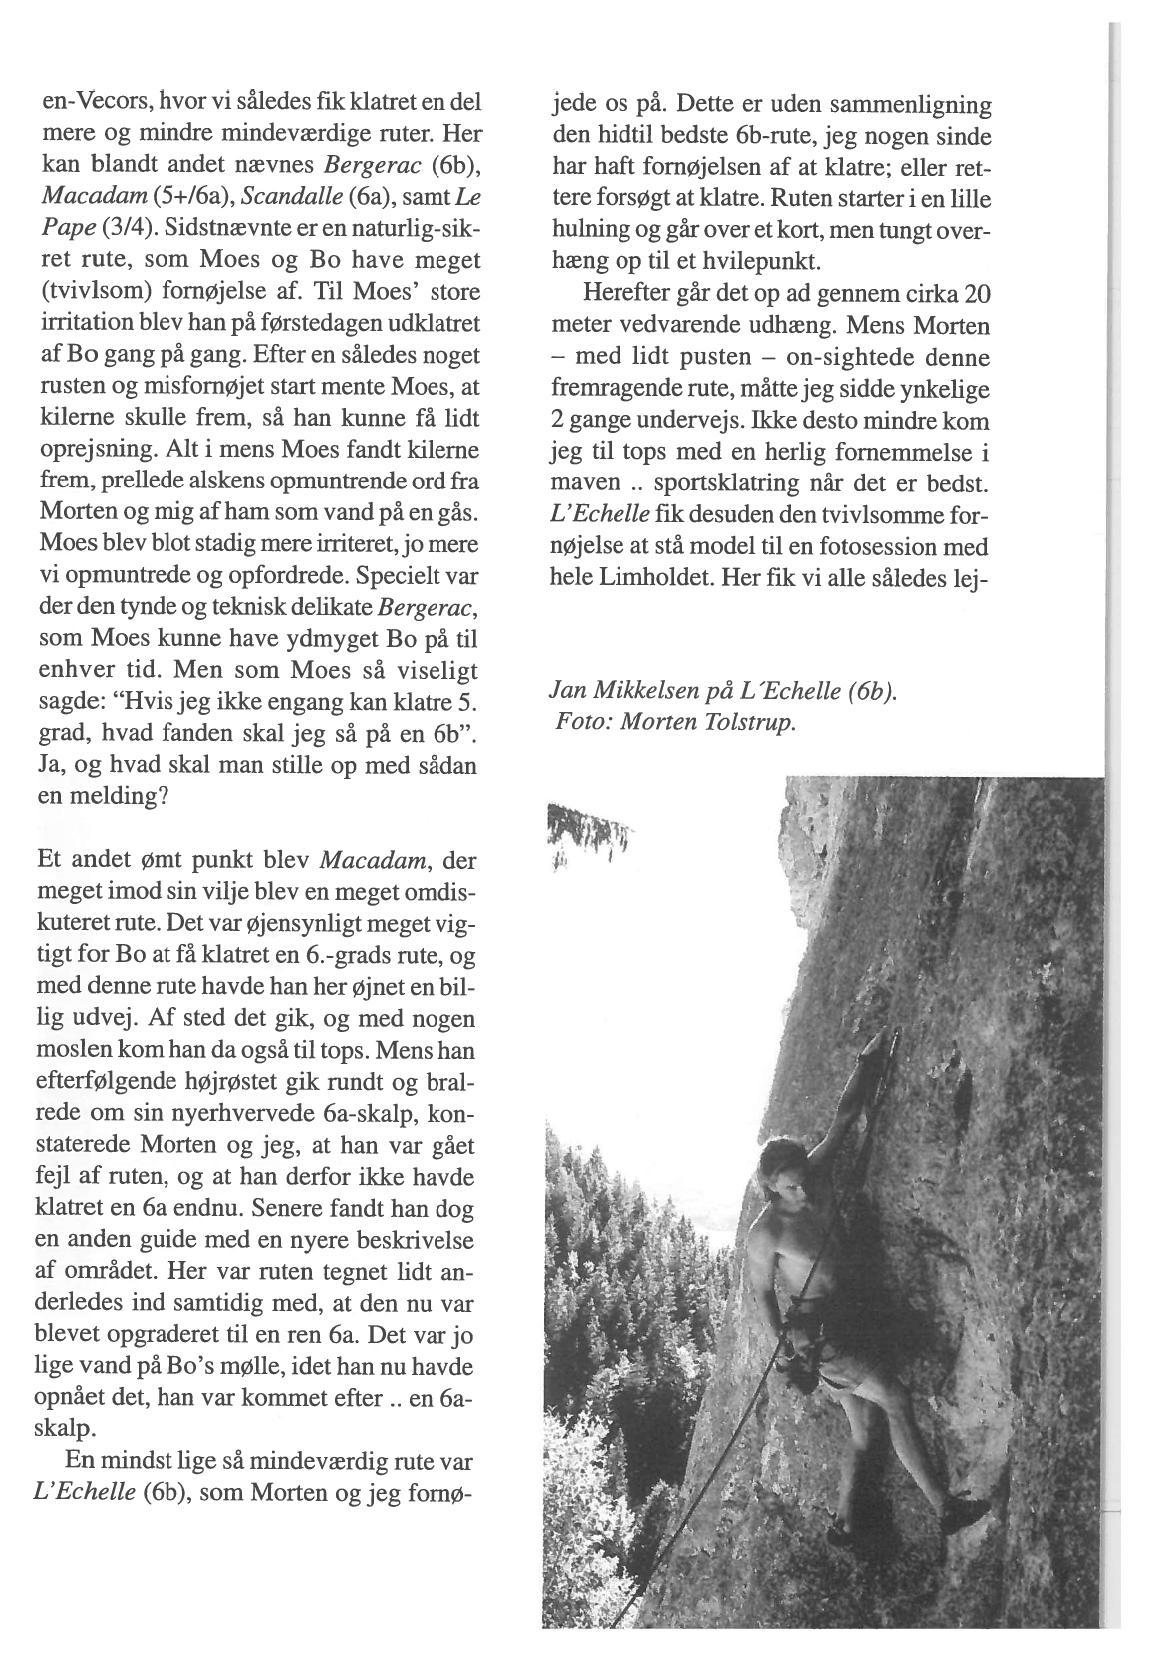 en-Vecors, hvor vi således fik klatret en del
mere og mindre mindeværdige ruter. Her
kan blandt andet nævnes Bergerac (6b),
Macadam (5+/6a), Scandalle (6a), samt Le
Pape (3/4). Sidstnævnte er en naturlig-sik-
ret rute, som Moes og Bo have meget
(tvivlsom) fornøjelse af. Til Moes’ store
irritation blev han på førstedagen udklatret
af Bo gang på gang. Efter en således noget
rusten og misfornøjet start mente Moes, at
kilerne skulle frem, så han kunne få lidt
oprejsning. Alt i mens Moes fandt kilerne
frem, prellede alskens opmuntrende ord fra
Morten og mig af ham som vand på en gås.
Moes blev blot stadig mere irriteret, jo mere
vi opmuntrede og opfordrede. Specielt var
der den tynde og teknisk delikate Bergerac,
som Moes kunne have ydmyget Bo på til
enhver tid. Men som Moes så viseligt
sagde: “Hvis jeg ikke engang kan klatre 5.
grad, hvad fanden skal jeg så på en 6b”.
Ja, og hvad skal man stille op med sådan
en melding?
Et andet ømt punkt blev Macadam, der
meget imod sin vilje blev en meget omdis-
kuteret rute. Det var øjensynligt meget vig-
tigt for Bo at få klatret en 6.-grads rute, og
med denne rute havde han her øjnet en bil-
lig udvej. Af sted det gik, og med nogen
moslen kom han da også til tops. Mens han
efterfølgende højrøstet gik rundt og bral-
rede om sin nyerhvervede 6a-skalp, kon-
staterede Morten og jeg, at han var gået
fejl af ruten, og at han derfor ikke havde
klatret en 6a endnu. Senere fandt han dog
en anden guide med en nyere beskrivelse
af området. Her var ruten tegnet lidt an-
derledes ind samtidig med, at den nu var
blevet opgraderet til en ren 6a. Det var jo
lige vand på Bo’s mølle, idet han nu havde
opnået det, han var kommet efter .. en 6a-
skalp.
En mindst lige så mindeværdig rute var
L’Echelle (6b), som Morten og jeg fornø-
jede os på. Dette er uden sammenligning
den hidtil bedste 6b-rute, jeg nogen sinde
har haft fornøjelsen af at klatre; eller ret-
tere forsøgt at klatre. Ruten starter i en lille
hulning og går over et kort, men tungt over-
hæng op til et hvilepunkt.
Herefter går det op ad gennem cirka 20
meter vedvarende udhæng. Mens Morten
– med lidt pusten – on-sightede denne
fremragende rute, måtte jeg sidde ynkelige
2 gange undervejs. Ikke desto mindre kom
jeg til tops med en herlig fornemmelse i
maven .. sportsklatring når det er bedst.
L’Echelle fik desuden den tvivlsomme for-
nøjelse at stå model til en fotosession med
hele Limholdet. Her fik vi alle således lej-
Jan Mikkelsen på L´Echelle (6b).
Foto: Morten Tolstrup.